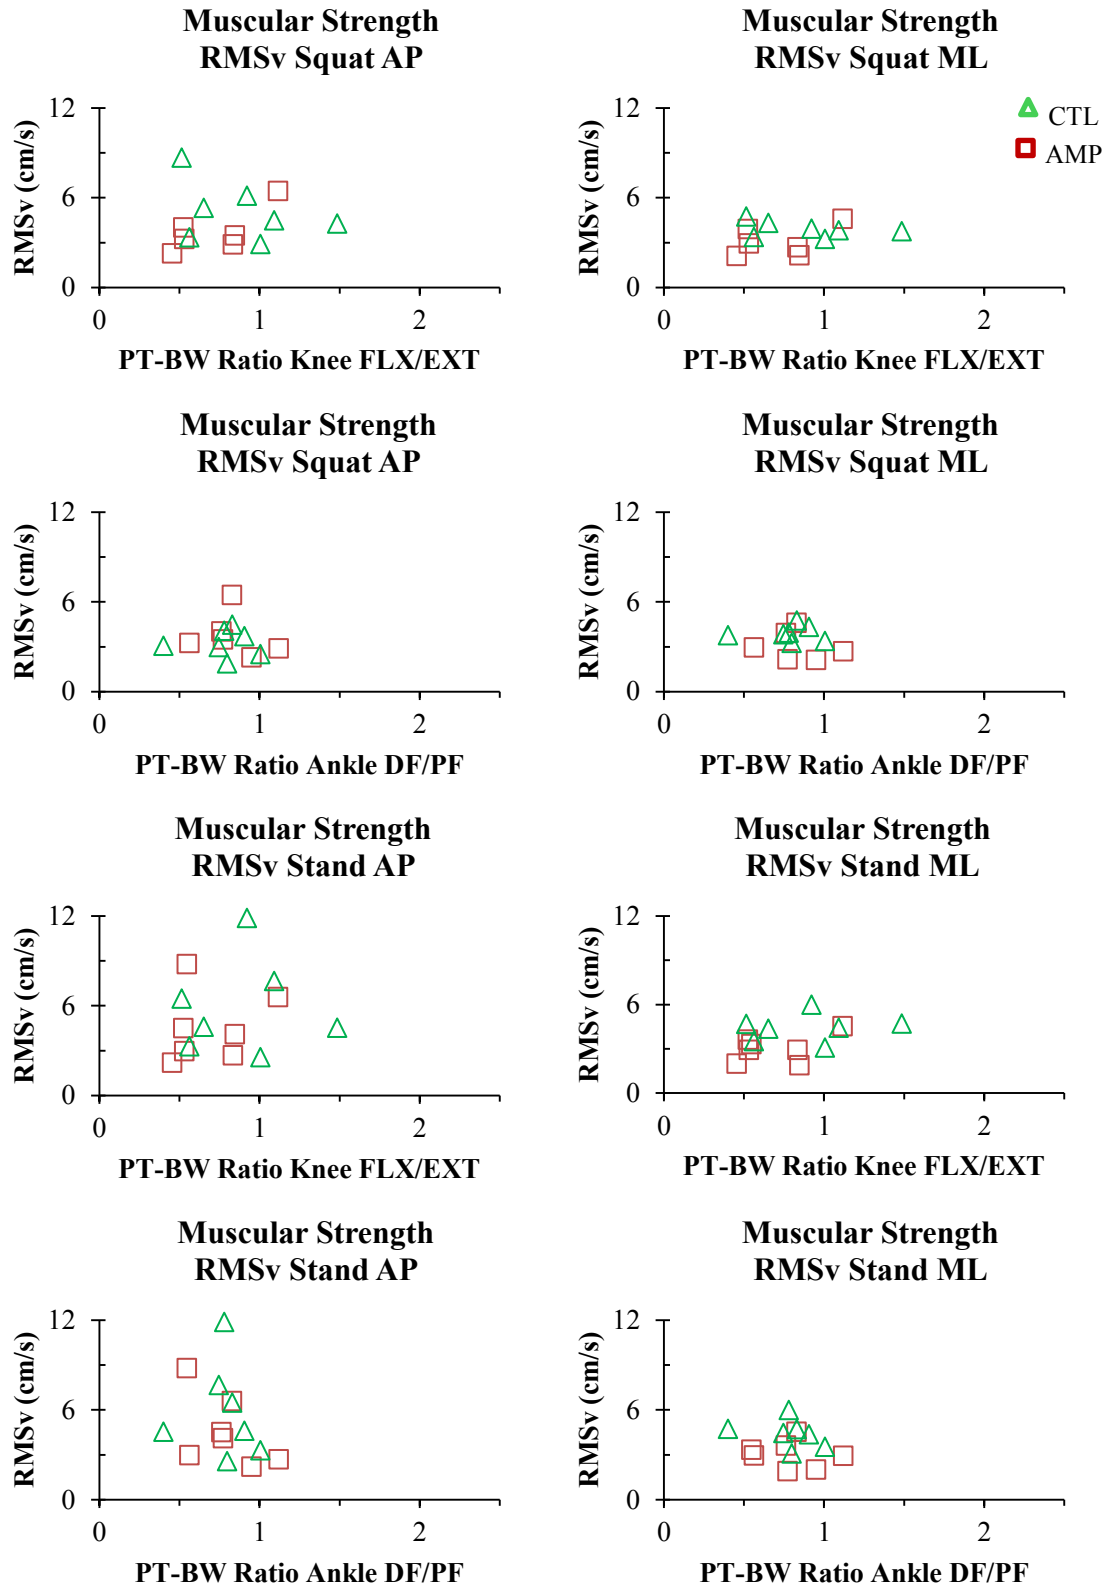 Muscular Strength
RMSv Squat AP
12
6
0
RMSv (cm/s)
0 1 2
PT-BW Ratio Knee FLX/EXT
Muscular Strength
RMSv Squat ML
CTL
AMP
12
6
0
RMSv (cm/s)
0 1 2
PT-BW Ratio Knee FLX/EXT
Muscular Strength
RMSv Squat AP
12
6
0
RMSv (cm/s)
0 1 2
PT-BW Ratio Ankle DF/PF
Muscular Strength
RMSv Squat ML
12
6
0
RMSv (cm/s)
0 1 2
PT-BW Ratio Ankle DF/PF
Muscular Strength
RMSv Stand AP
12
6
0
RMSv (cm/s)
0 1 2
PT-BW Ratio Knee FLX/EXT
Muscular Strength
RMSv Stand ML
12
6
0
RMSv (cm/s)
0 1 2
PT-BW Ratio Knee FLX/EXT
Muscular Strength
RMSv Stand AP
12
6
0
RMSv (cm/s)
0 1 2
PT-BW Ratio Ankle DF/PF
Muscular Strength
RMSv Stand ML
12
6
0
RMSv (cm/s)
0 1 2
PT-BW Ratio Ankle DF/PF